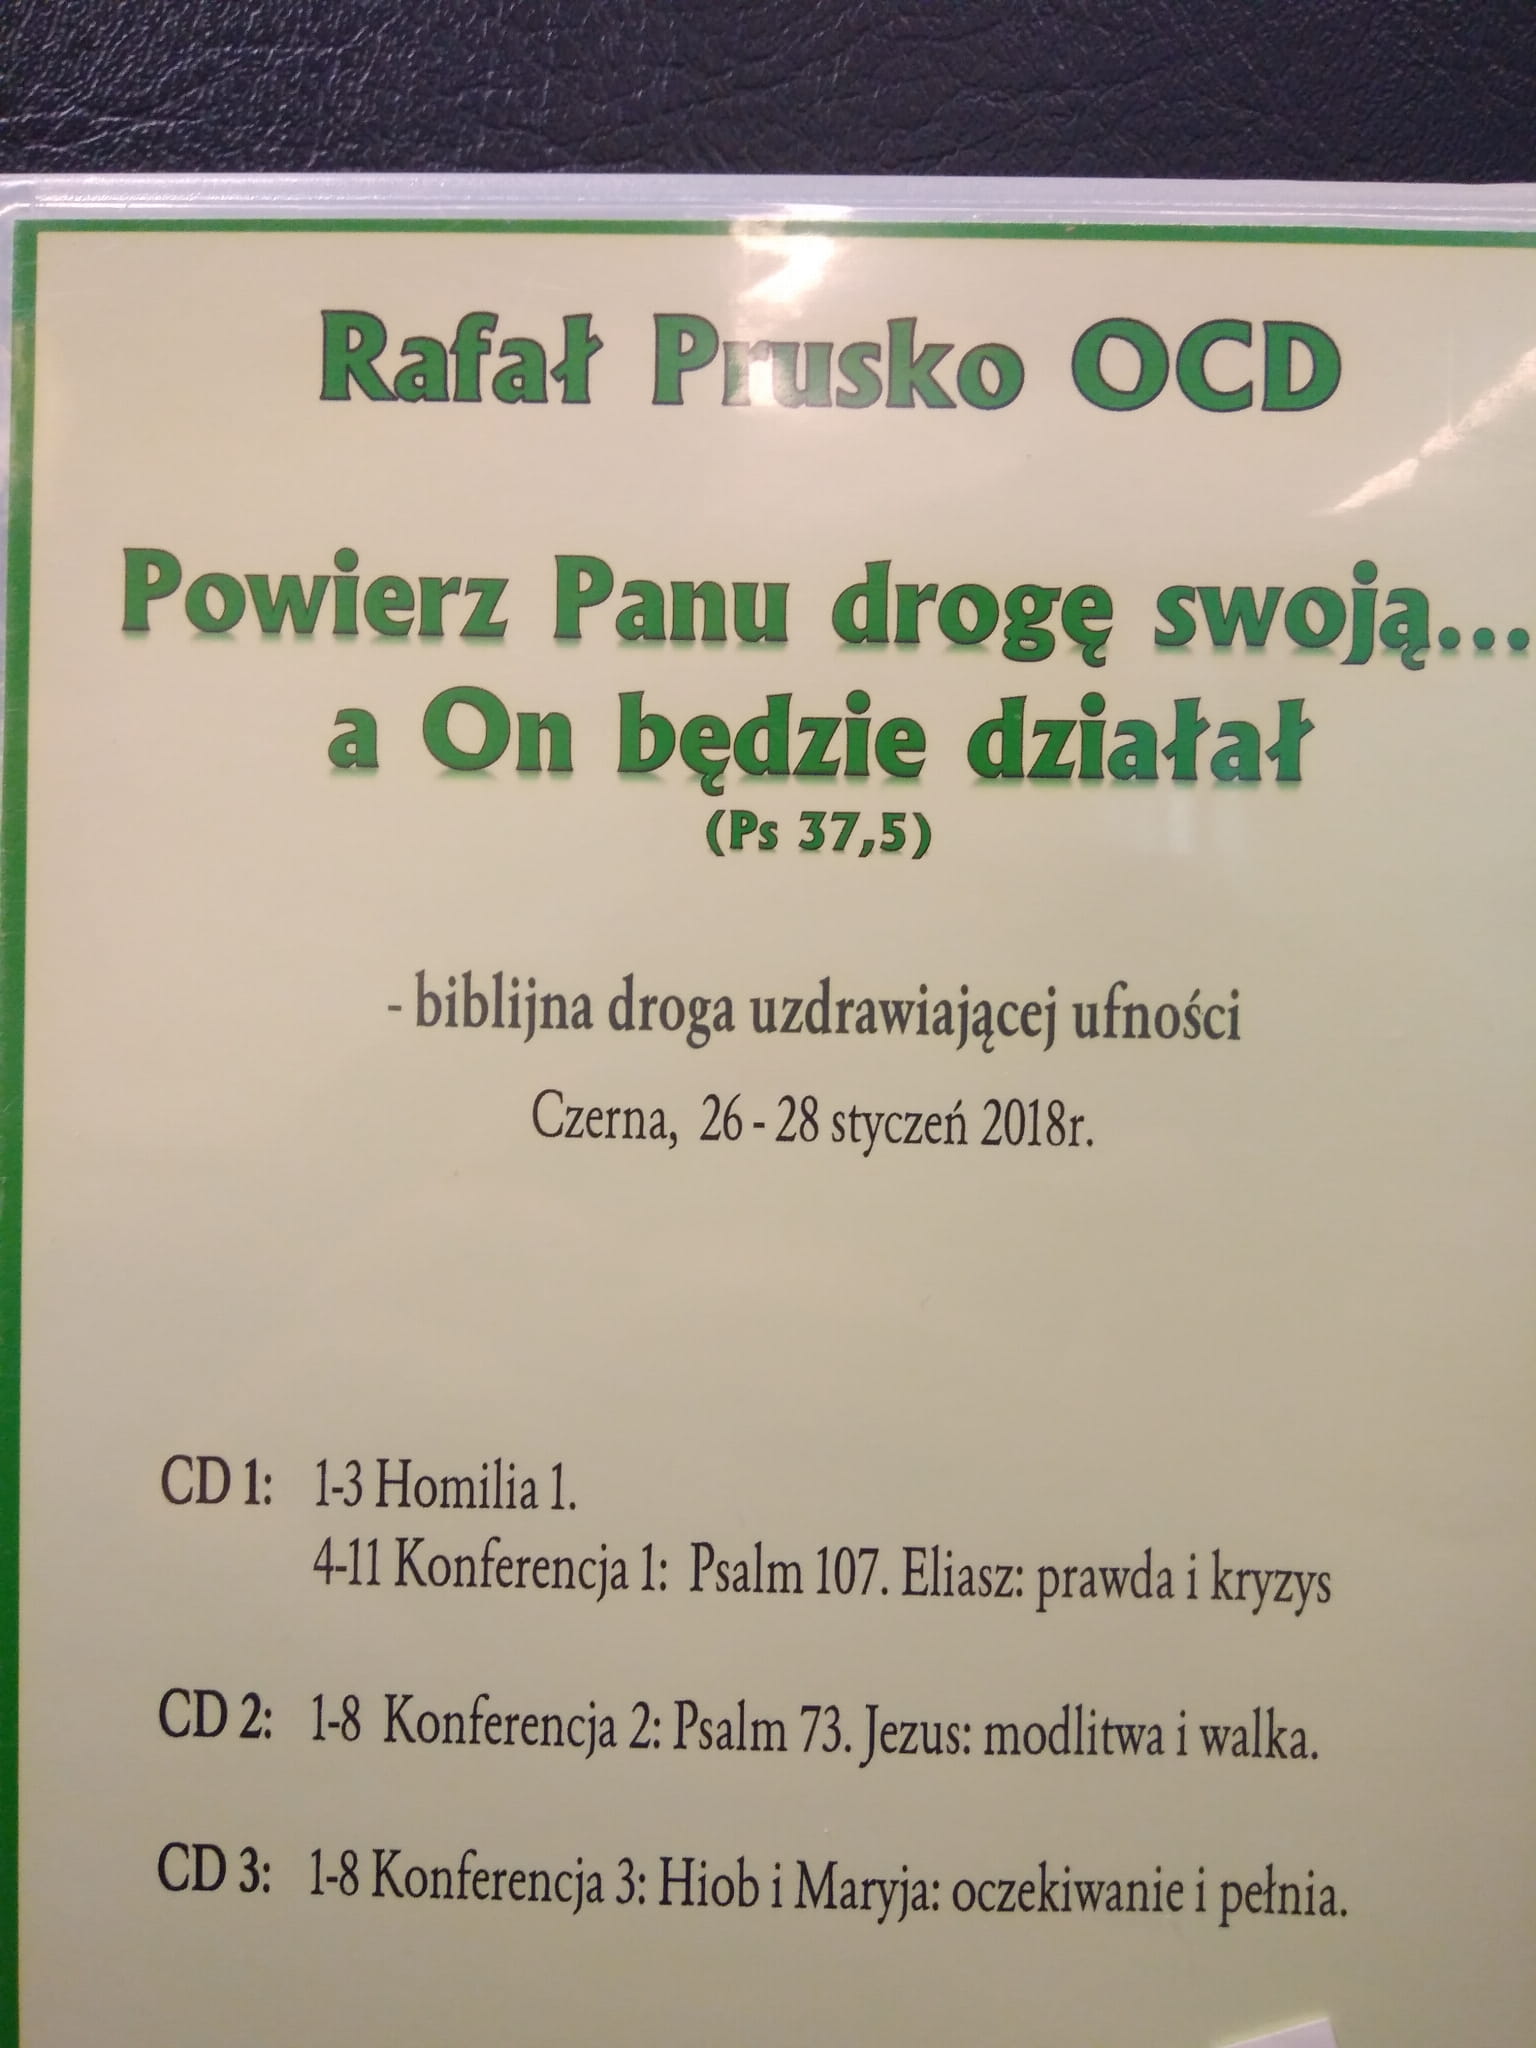 Rafał Prusko OCD
Powierz Panu drogę swoją...
a On będzie działał
(Ps 37,5)
- biblijna droga uzdrawiającej ufności
Czerna, 26 - 28 styczeń 2018r.
CD 1: 1-3 Homilia 1.
4-11 Konferencja 1: Psalm 107. Eliasz: prawda i kryzys
CD 2: 1-8 Konferencja 2: Psalm 73. Jezus: modlitwa i walka.
CD 3: 1-8 Konferencja 3: Hiob i Maryja: oczekiwanie i pełnia.